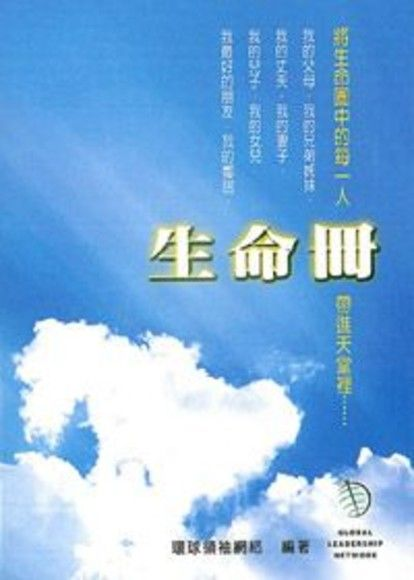 將生命圈中的每一人
我的父母,我的兄弟姊妹,
我的丈夫,我的妻子,
我的兒子,我的女兒
我最好的朋友,我的
生命冊
帶進天堂裡……
環球領袖網絡 編著
GLOBAL
LEADERSHIP
NETWORK